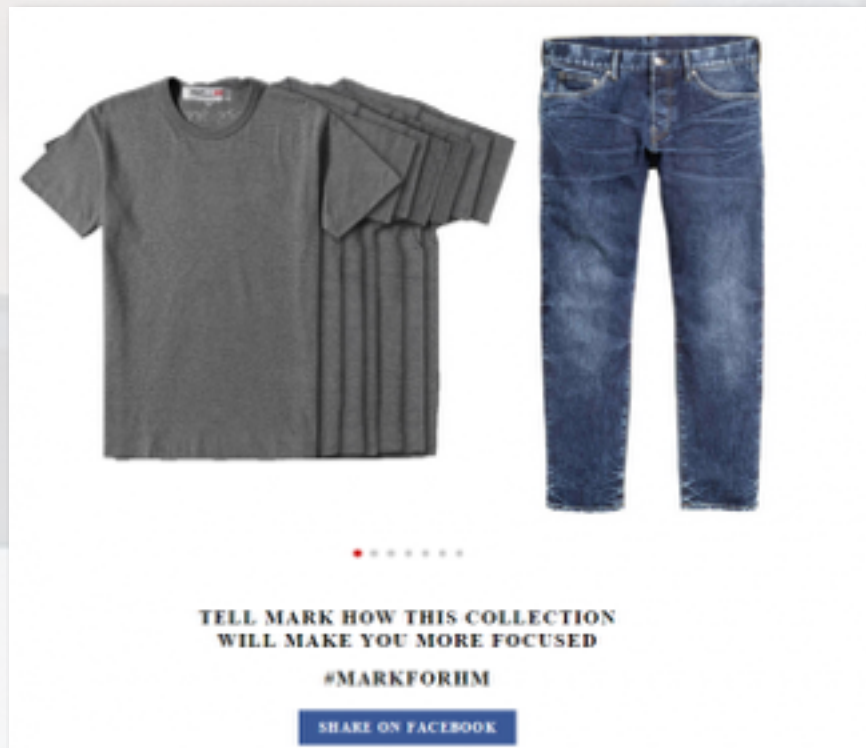 TELL MARK HOW THIS COLLECTION
WILL MAKE YOU MORE FOCUSED
#MARKFORHM
SHARE ON FACEBOOK